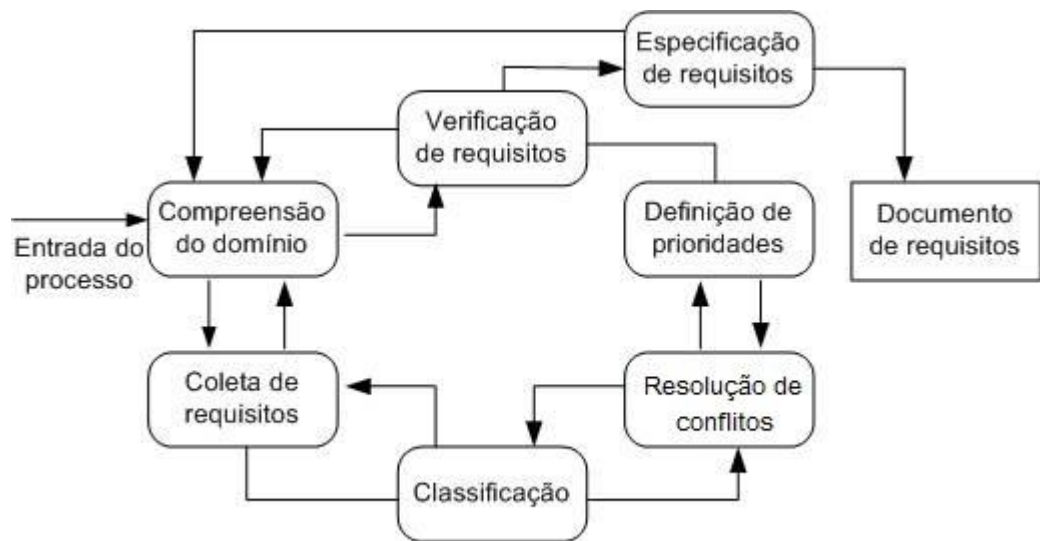 Especificação
de requisitos
Verificação
de requisitos
Compreensão
do domínio
Definição de
prioridades
Documento
de requisitos
Entrada do
processo
Coleta de
requisitos
Resolução de
conflitos
Classificação